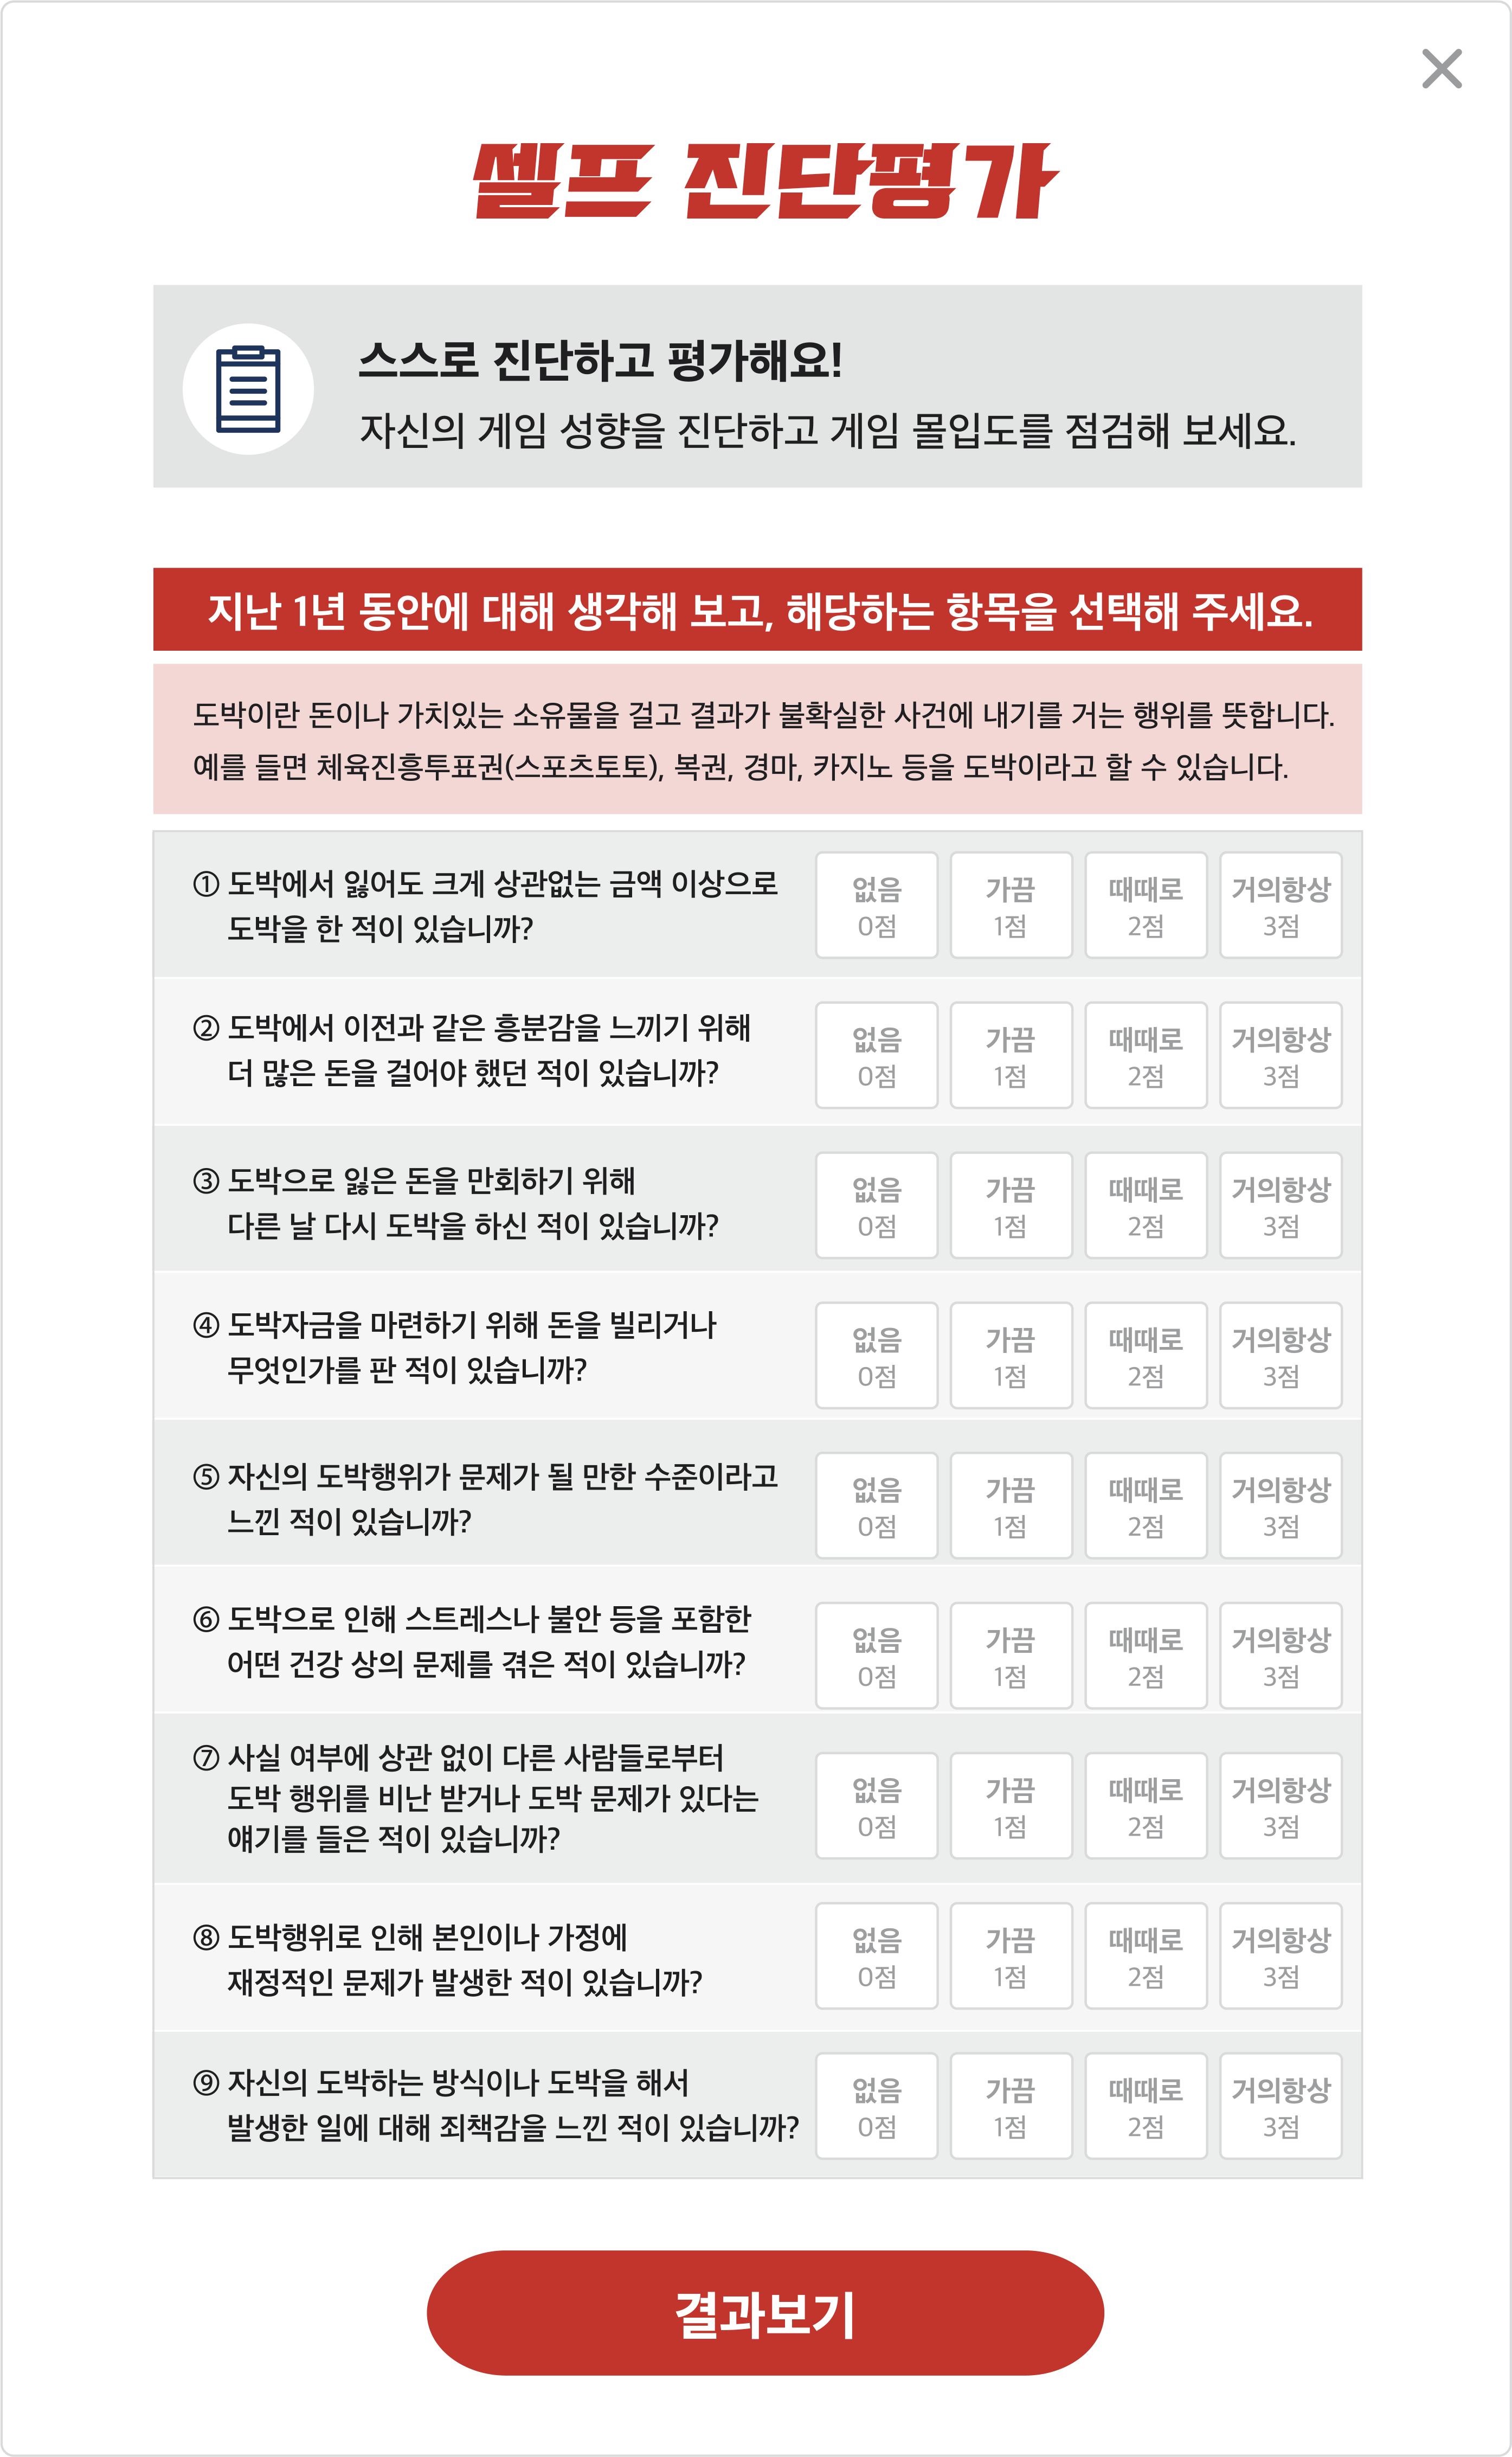 셀프 진단평가
스스로 진단하고 평가해요!
자신의 게임 성향을 진단하고 게임 몰입도를 점검해 보세요.
지난 1년 동안에 대해 생각해 보고, 해당하는 항목을 선택해 주세요.
도박이란 돈이나 가치있는 소유물을 걸고 결과가 불확실한 사건에 내기를 거는 행위를 뜻합니다.
예를 들면 체육진흥투표권(스포츠토토), 복권, 경마, 카지노 등을 도박이라고 할 수 있습니다.
① 도박에서 잃어도 크게 상관없는 금액 이상으로
도박을 한 적이 있습니까?
없음 가끔 때때로 거의항상
0점 1점 2점 3점
② 도박에서 이전과 같은 흥분감을 느끼기 위해
더 많은 돈을 걸어야 했던 적이 있습니까?
없음 가끔 때때로 거의항상
0점 1점 2점 3점
③ 도박으로 잃은 돈을 만회하기 위해
다른 날 다시 도박을 하신 적이 있습니까?
없음 가끔 때때로 거의항상
0점 1점 2점 3점
④ 도박자금을 마련하기 위해 돈을 빌리거나
무엇인가를 판 적이 있습니까?
없음 가끔 때때로 거의항상
0점 1점 2점 3점
⑤ 자신의 도박행위가 문제가 될 만한 수준이라고
느낀 적이 있습니까?
없음 가끔 때때로 거의항상
0점 1점 2점 3점
⑥ 도박으로 인해 스트레스나 불안 등을 포함한
어떤 건강 상의 문제를 겪은 적이 있습니까?
없음 가끔 때때로 거의항상
0점 1점 2점 3점
⑦ 사실 여부에 상관 없이 다른 사람들로부터
도박 행위를 비난 받거나 도박 문제가 있다는
얘기를 들은 적이 있습니까?
없음 가끔 때때로 거의항상
0점 1점 2점 3점
⑧ 도박행위로 인해 본인이나 가정에
재정적인 문제가 발생한 적이 있습니까?
없음 가끔 때때로 거의항상
0점 1점 2점 3점
⑨ 자신의 도박하는 방식이나 도박을 해서
발생한 일에 대해 죄책감을 느낀 적이 있습니까?
없음 가끔 때때로 거의항상
0점 1점 2점 3점
결과보기